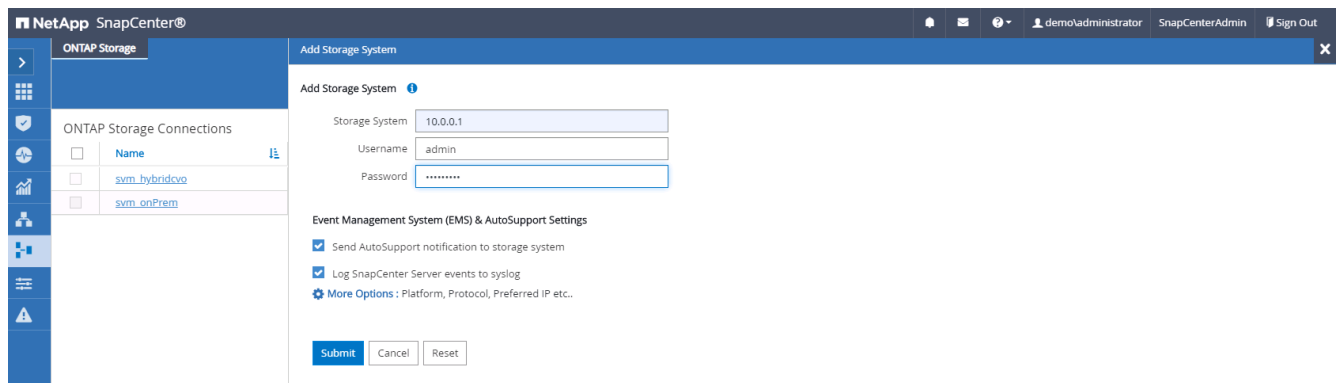 NetApp SnapCenter®
demo\administrator SnapCenterAdmin Sign Out
ONTAP Storage
Add Storage System
Add Storage System
Storage System 10.0.0.1
Username admin
Password •••••••••
ONTAP Storage Connections
Name
svm_hybridcvo
svm_onPrem
Event Management System (EMS) & AutoSupport Settings
Send AutoSupport notification to storage system
Log SnapCenter Server events to syslog
More Options : Platform, Protocol, Preferred IP etc..
Submit Cancel Reset